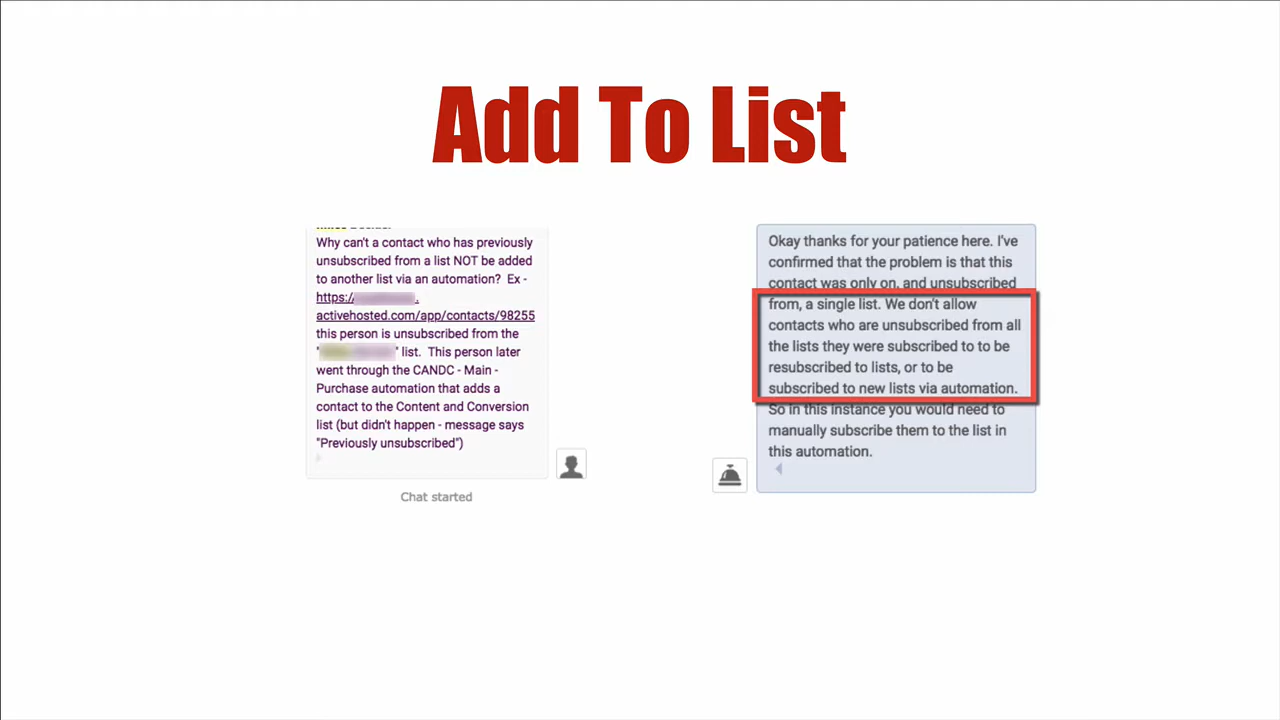 Add To List
Why can't a contact who has previously
unsubscribed from a list NOT be added
to another list via an automation? Ex -
https://
activehosted.com/app/contacts/98255
this person is unsubscribed from the
" " list. This person later
went through the CANDC - Main -
Purchase automation that adds a
contact to the Content and Conversion
list (but didn't happen - message says
"Previously unsubscribed")
Chat started
Okay thanks for your patience here. I've
confirmed that the problem is that this
contact was only on, and unsubscribed
from, a single list. We don't allow
contacts who are unsubscribed from all
the lists they were subscribed to to be
resubscribed to lists, or to be
subscribed to new lists via automation.
So in this instance you would need to
manually subscribe them to the list in
this automation.